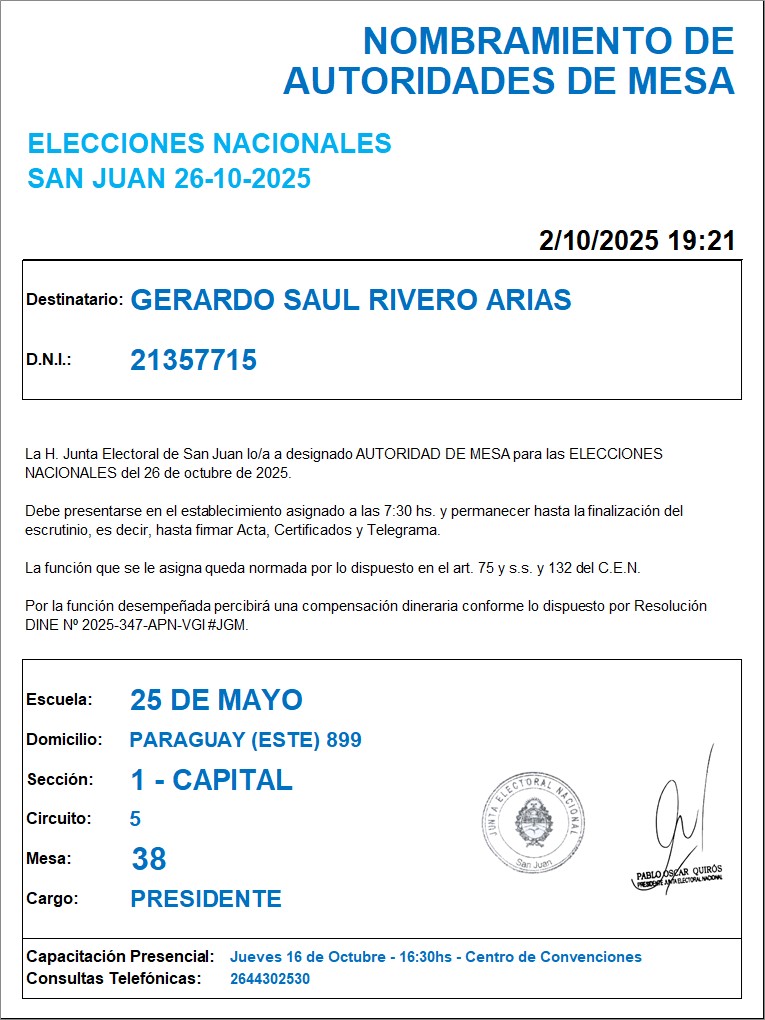 NOMBRAMIENTO DE
AUTORIDADES DE MESA
ELECCIONES NACIONALES
SAN JUAN 26-10-2025
2/10/2025 19:21
Destinatario: GERARDO SAUL RIVERO ARIAS
D.N.I.: 21357715
La H. Junta Electoral de San Juan lo/a a designado AUTORIDAD DE MESA para las ELECCIONES
NACIONALES del 26 de octubre de 2025.
Debe presentarse en el establecimiento asignado a las 7:30 hs. y permanecer hasta la finalización del
escrutinio, es decir, hasta firmar Acta, Certificados y Telegrama.
La función que se le asigna queda normada por lo dispuesto en el art. 75 y s.s. y 132 del C.E.N.
Por la función desempeñada percibirá una compensación dineraria conforme lo dispuesto por Resolución
DINE Nº 2025-347-APN-VGI#JGM.
Escuela: 25 DE MAYO
Domicilio: PARAGUAY (ESTE) 899
Sección: 1 - CAPITAL
Circuito: 5
Mesa: 38
Cargo: PRESIDENTE
JUNTA ELECTORAL NACIONAL
San Juan
PABLO OSCAR QUIRÓS
PRESIDENTE JUNTA ELECTORAL NACIONAL
Capacitación Presencial: Jueves 16 de Octubre - 16:30hs - Centro de Convenciones
Consultas Telefónicas: 2644302530